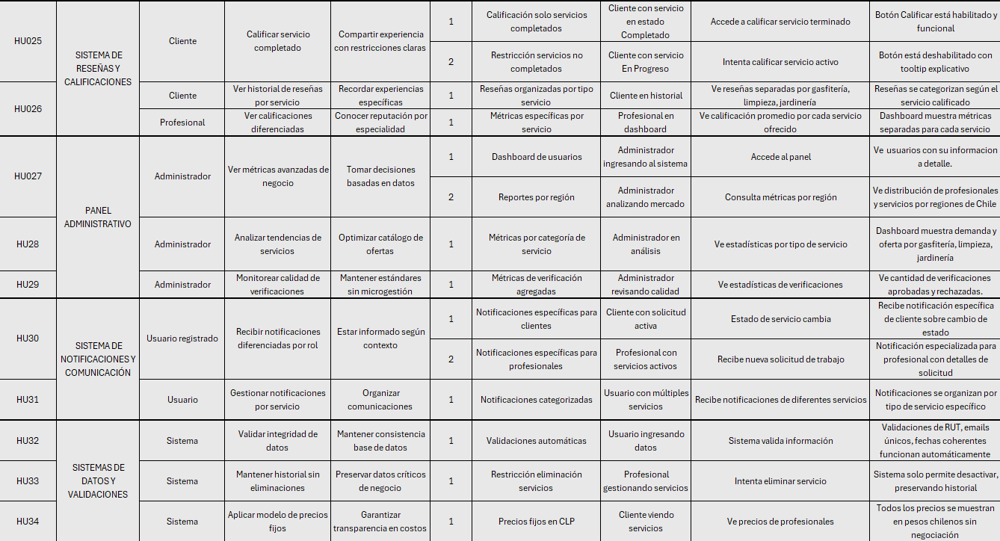 HU025
SISTEMA DE
RESEÑAS Y
CALIFICACIONES
Cliente
Calificar servicio
completado
Compartir experiencia
con restricciones claras
1
Calificación solo servicios
completados
Cliente con servicio
en estado
Completado
Accede a calificar servicio terminado
Botón Calificar está habilitado y
funcional
2
Restricción servicios no
completados
Cliente con servicio
En Progreso
Intenta calificar servicio activo
Botón está deshabilitado con
tooltip explicativo
HU026
Cliente
Ver historial de reseñas
por servicio
Recordar experiencias
específicas
1
Reseñas organizadas por tipo
servicio
Cliente en historial
Ve reseñas separadas por gasfitería,
limpieza, jardinería
Reseñas se categorizan según el
servicio calificado
Profesional
Ver calificaciones
diferenciadas
Conocer reputación por
especialidad
1
Métricas específicas por
servicio
Profesional en
dashboard
Ve calificación promedio por cada servicio
ofrecido
Dashboard muestra métricas
separadas para cada servicio
HU027
PANEL
ADMINISTRATIVO
Administrador
Ver métricas avanzadas de
negocio
Tomar decisiones
basadas en datos
1
Dashboard de usuarios
Administrador
ingresando al sistema
Accede al panel
Ve usuarios con su informacion
a detalle.
2
Reportes por región
Administrador
analizando mercado
Consulta métricas por región
Ve distribución de profesionales
y servicios por regiones de Chile
HU28
Administrador
Analizar tendencias de
servicios
Optimizar catálogo de
ofertas
1
Métricas por categoría de
servicio
Administrador en
análisis
Ve estadísticas por tipo de servicio
Dashboard muestra demanda y
oferta por gasfitería, limpieza,
jardinería
HU29
Administrador
Monitorear calidad de
verificaciones
Mantener estándares
sin microgestión
1
Métricas de verificación
agregadas
Administrador
revisando calidad
Ve estadísticas de verificaciones
Ve cantidad de verificaciones
aprobadas y rechazadas.
HU30
SISTEMA DE
NOTIFICACIONES Y
COMUNICACIÓN
Usuario registrado
Recibir notificaciones
diferenciadas por rol
Estar informado según
contexto
1
Notificaciones específicas para
clientes
Cliente con solicitud
activa
Estado de servicio cambia
Recibe notificación específica
de cliente sobre cambio de
estado
2
Notificaciones específicas para
profesionales
Profesional con
servicios activos
Recibe nueva solicitud de trabajo
Notificación especializada para
profesional con detalles de
solicitud
HU31
Usuario
Gestionar notificaciones
por servicio
Organizar
comunicaciones
1
Notificaciones categorizadas
Usuario con múltiples
servicios
Recibe notificaciones de diferentes servicios
Notificaciones se organizan por
tipo de servicio específico
HU32
SISTEMAS DE
DATOS Y
VALIDACIONES
Sistema
Validar integridad de
datos
Mantener consistencia
base de datos
1
Validaciones automáticas
Usuario ingresando
datos
Sistema valida información
Validaciones de RUT, emails
únicos, fechas coherentes
funcionan automáticamente
HU33
Sistema
Mantener historial sin
eliminaciones
Preservar datos críticos
de negocio
1
Restricción eliminación
servicios
Profesional
gestionando servicios
Intenta eliminar servicio
Sistema solo permite desactivar,
preservando historial
HU34
Sistema
Aplicar modelo de precios
fijos
Garantizar
transparencia en costos
1
Precios fijos en CLP
Cliente viendo
servicios
Ve precios de profesionales
Todos los precios se muestran
en pesos chilenos sin
negociación